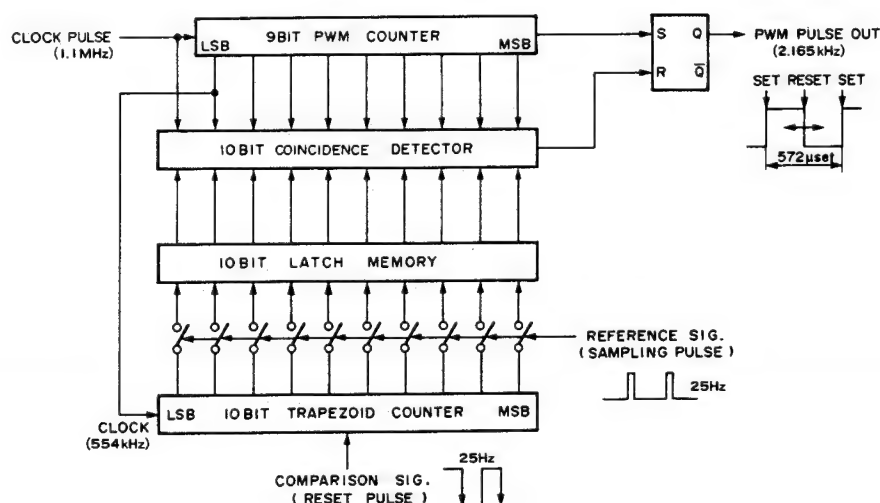 CLOCK PULSE
(1.1MHz)
LSB
9BIT PWM COUNTER
MSB
S Q
R Q̅
PWM PULSE OUT
(2.165kHz)
SET RESET SET
572μset
10BIT COINCIDENCE DETECTOR
10BIT LATCH MEMORY
REFERENCE SIG.
(SAMPLING PULSE)
25Hz
LSB
10BIT TRAPEZOID COUNTER
MSB
CLOCK
(554kHz)
COMPARISON SIG.
(RESET PULSE)
25Hz